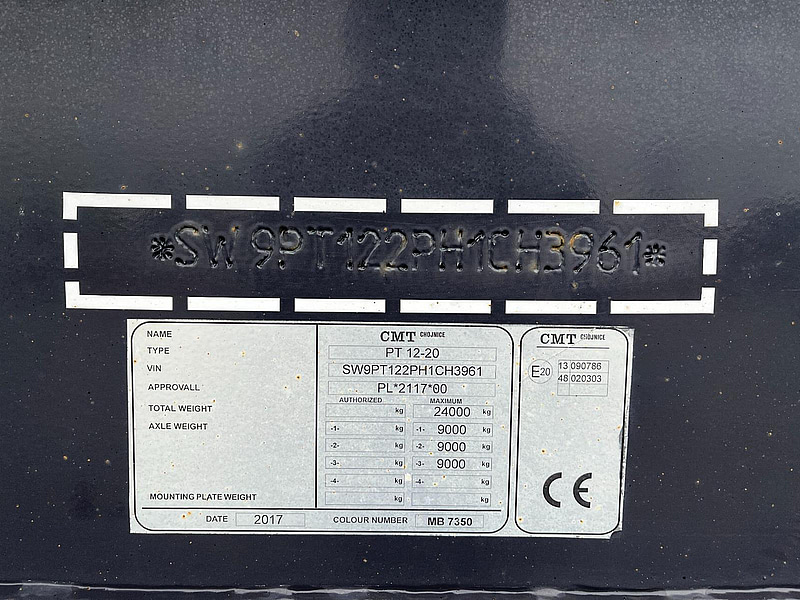 *SW9PT122PH1CH3961*
NAME CMT CHOJNICE
TYPE PT 12-20
VIN SW9PT122PH1CH3961
APPROVALL PL*2117*00
AUTHORIZED MAXIMUM
TOTAL WEIGHT kg 24000 kg
AXLE WEIGHT -1- kg -1- 9000 kg
-2- kg -2- 9000 kg
-3- kg -3- 9000 kg
-4- kg -4- kg
MOUNTING PLATE WEIGHT kg kg
DATE 2017 COLOUR NUMBER MB 7350
CMT CHOJNICE
E20 13 090786
48 020303
CE